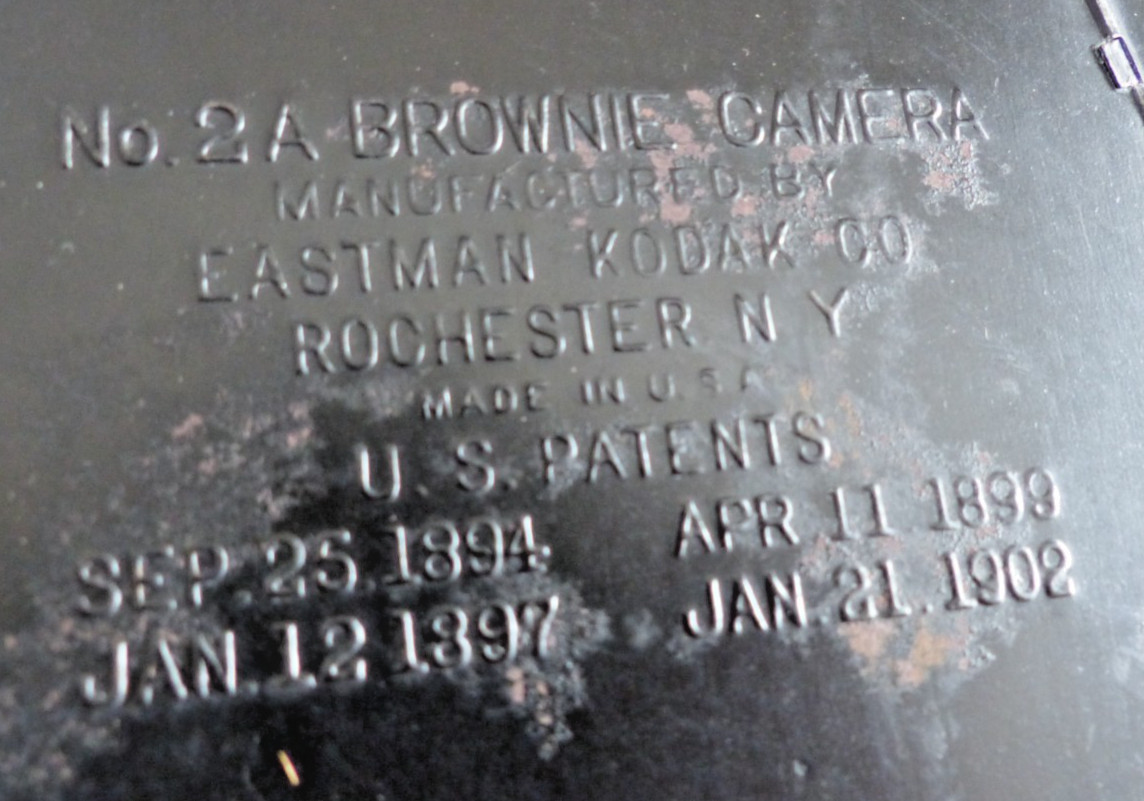 No. 2A BROWNIE CAMERA
MANUFACTURED BY
EASTMAN KODAK CO
ROCHESTER N Y
MADE IN U.S.A
U. S. PATENTS
SEP. 25. 1894 APR 11 1899
JAN 12 1897 JAN 21. 1902